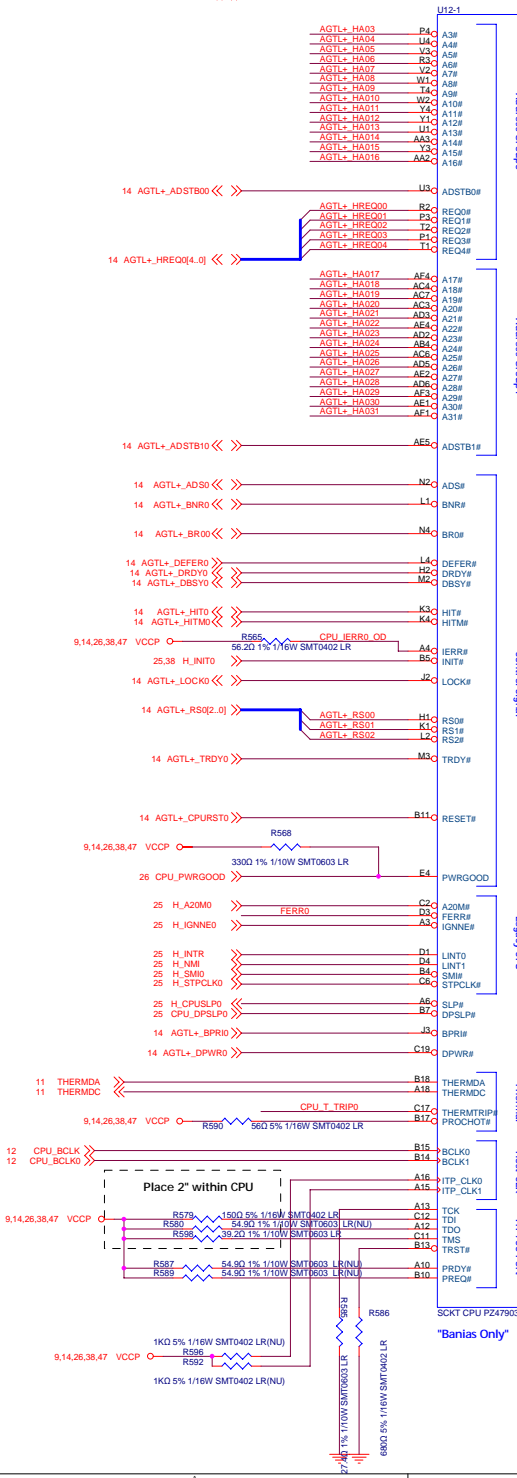 U12-1
AGTL+_HA03 P4 A3#
AGTL+_HA04 U4 A4#
AGTL+_HA05 V3 A5#
AGTL+_HA06 R3 A6#
AGTL+_HA07 V2 A7#
AGTL+_HA08 W1 A8#
AGTL+_HA09 T4 A9#
AGTL+_HA010 W2 A10#
AGTL+_HA011 Y4 A11#
AGTL+_HA012 Y1 A12#
AGTL+_HA013 U1 A13#
AGTL+_HA014 AA3 A14#
AGTL+_HA015 Y3 A15#
AGTL+_HA016 AA2 A16#
14 AGTL+_ADSTB00 U3 ADSTB0#
AGTL+_HREQ00 R2 REQ0#
AGTL+_HREQ01 P3 REQ1#
AGTL+_HREQ02 T2 REQ2#
AGTL+_HREQ03 P1 REQ3#
AGTL+_HREQ04 T1 REQ4#
14 AGTL+_HREQ0[4..0]
AGTL+_HA017 AF4 A17#
AGTL+_HA018 AC4 A18#
AGTL+_HA019 AC7 A19#
AGTL+_HA020 AC3 A20#
AGTL+_HA021 AD3 A21#
AGTL+_HA022 AE4 A22#
AGTL+_HA023 AD2 A23#
AGTL+_HA024 AB4 A24#
AGTL+_HA025 AC6 A25#
AGTL+_HA026 AD5 A26#
AGTL+_HA027 AE2 A27#
AGTL+_HA028 AD6 A28#
AGTL+_HA029 AF3 A29#
AGTL+_HA030 AE1 A30#
AGTL+_HA031 AF1 A31#
14 AGTL+_ADSTB10 AE5 ADSTB1#
14 AGTL+_ADS0 N2 ADS#
14 AGTL+_BNR0 L1 BNR#
14 AGTL+_BR00 N4 BR0#
14 AGTL+_DEFER0 L4 DEFER#
14 AGTL+_DRDY0 H2 DRDY#
14 AGTL+_DBSY0 M2 DBSY#
14 AGTL+_HIT0 K3 HIT#
14 AGTL+_HITM0 K4 HITM#
9,14,26,38,47 VCCP R565 CPU_IERR0_OD A4 IERR#
56.2Ω 1% 1/16W SMT0402 LR
25,38 H_INIT0 B5 INIT#
14 AGTL+_LOCK0 J2 LOCK#
14 AGTL+_RS0[2..0]
AGTL+_RS00 H1 RS0#
AGTL+_RS01 K1 RS1#
AGTL+_RS02 L2 RS2#
14 AGTL+_TRDY0 M3 TRDY#
14 AGTL+_CPURST0 B11 RESET#
R568
9,14,26,38,47 VCCP
330Ω 1% 1/10W SMT0603 LR
26 CPU_PWRGOOD E4 PWRGOOD
25 H_A20M0 C2 A20M#
FERR0 D3 FERR#
25 H_IGNNE0 A3 IGNNE#
25 H_INTR D1 LINT0
25 H_NMI D4 LINT1
25 H_SMI0 B4 SMI#
25 H_STPCLK0 C6 STPCLK#
25 H_CPUSLP0 A6 SLP#
25 CPU_DPSLP0 B7 DPSLP#
14 AGTL+_BPRI0 J3 BPRI#
14 AGTL+_DPWR0 C19 DPWR#
11 THERMDA B18 THERMDA
11 THERMDC A18 THERMDC
CPU_T_TRIP0 C17 THERMTRIP#
9,14,26,38,47 VCCP R590 56Ω 5% 1/16W SMT0402 LR B17 PROCHOT#
12 CPU_BCLK B15 BCLK0
12 CPU_BCLK0 B14 BCLK1
A16 ITP_CLK0
A15 ITP_CLK1
Place 2" within CPU
A13 TCK
9,14,26,38,47 VCCP R579 150Ω 5% 1/16W SMT0402 LR C12 TDI
R580 54.9Ω 1% 1/10W SMT0603 LR(NU) A12 TDO
R598 39.2Ω 1% 1/10W SMT0603 LR C11 TMS
B13 TRST#
R587 54.9Ω 1% 1/10W SMT0603 LR(NU) A10 PRDY#
R589 54.9Ω 1% 1/10W SMT0603 LR(NU) B10 PREQ#
SCKT CPU PZ47903
"Banias Only"
R586
680Ω 5% 1/16W SMT0402 LR
27.4Ω 1% 1/10W SMT0603 LR
1KΩ 5% 1/16W SMT0402 LR(NU)
9,14,26,38,47 VCCP R596
R592
1KΩ 5% 1/16W SMT0402 LR(NU)